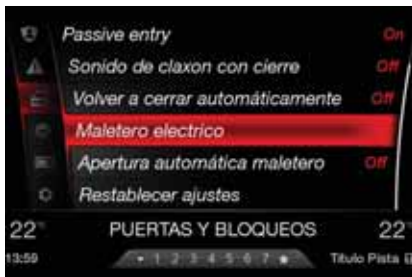 Passive entry On
Sonido de claxon con cierre Off
Volver a cerrar automáticamente Off
Maletero electrico
Apertura automática maletero Off
Restablecer ajustes
22° PUERTAS Y BLOQUEOS 22°
13:59 1 2 3 4 5 6 7 Título Pista